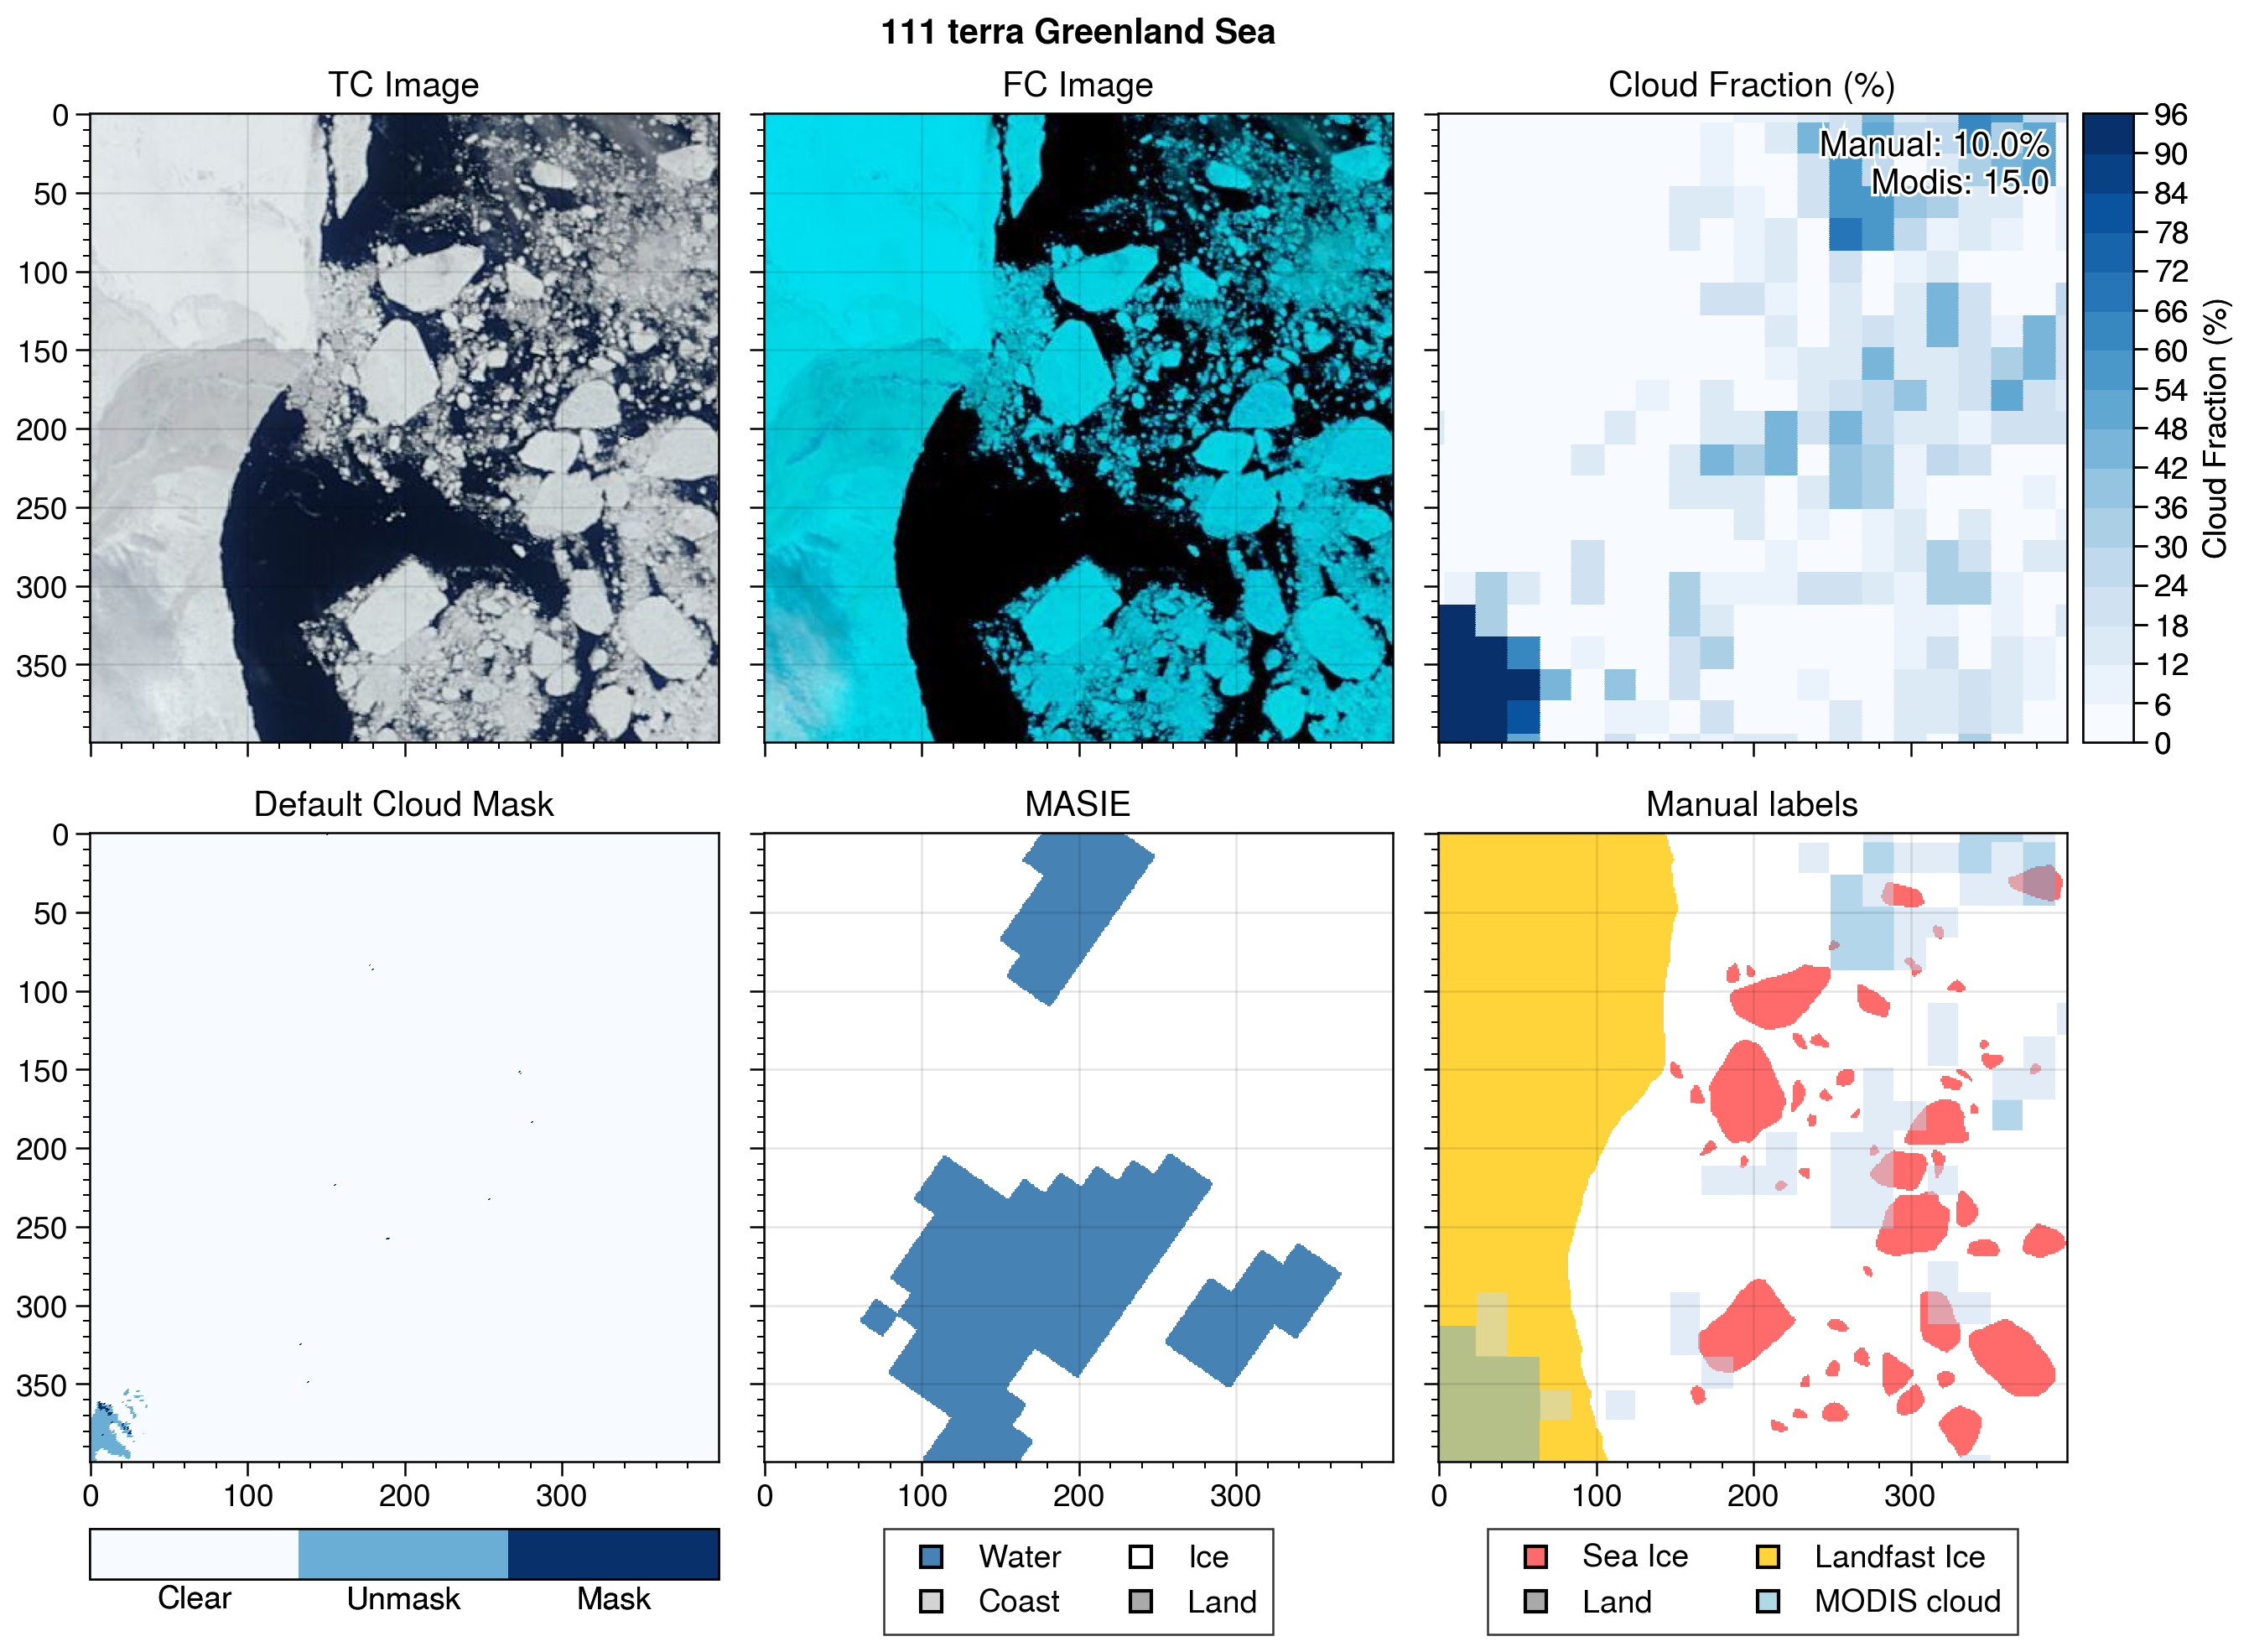 111 terra Greenland Sea
TC Image
FC Image
Cloud Fraction (%)
0
50
100
150
200
250
300
350
Manual: 10.0%
Modis: 15.0
96
90
84
78
72
66
60
54
48
42
36
30
24
18
12
6
0
Cloud Fraction (%)
Default Cloud Mask
MASIE
Manual labels
0
50
100
150
200
250
300
350
0 100 200 300
0 100 200 300
0 100 200 300
Clear Unmask Mask
Water Ice
Coast Land
Sea Ice Landfast Ice
Land MODIS cloud